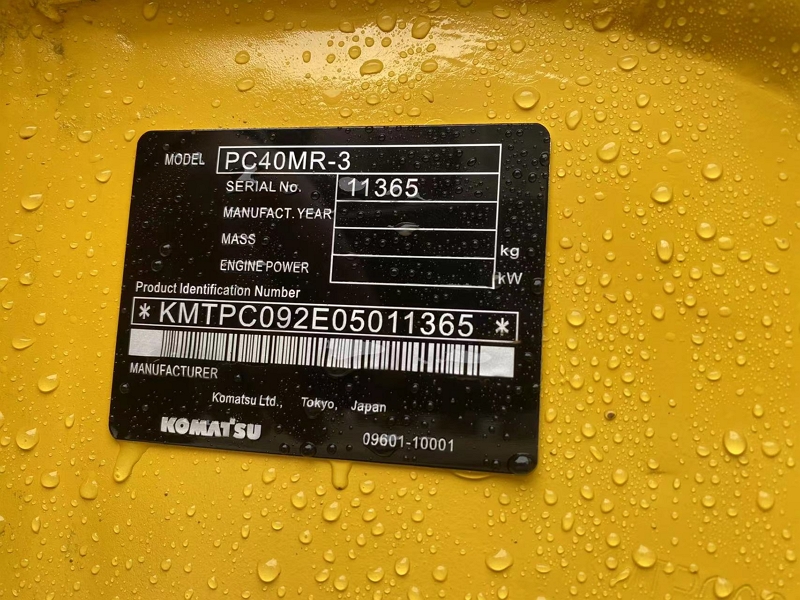 MODEL PC40MR-3
SERIAL No. 11365
MANUFACT. YEAR
MASS kg
ENGINE POWER kW
Product Identification Number
* KMTPC092E05011365 *
MANUFACTURER
Komatsu Ltd., Tokyo, Japan
KOMATSU 09601-10001